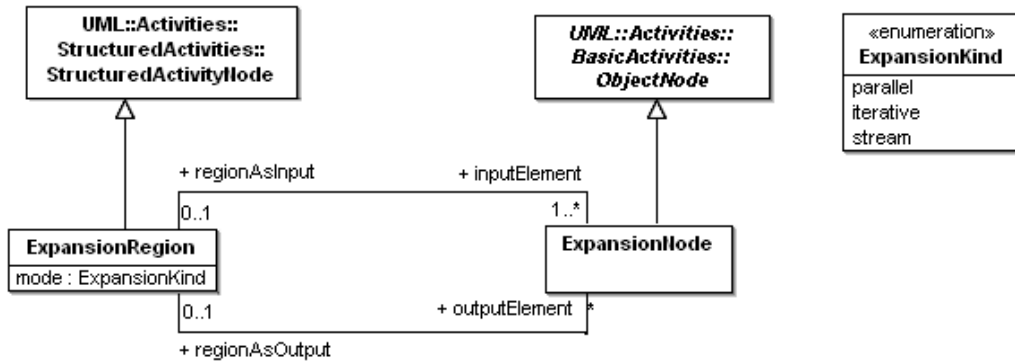 UML::Activities::
StructuredActivities::
StructuredActivityNode
UML::Activities::
BasicActivities::
ObjectNode
«enumeration»
ExpansionKind
parallel
iterative
stream
+ regionAsInput
+ inputElement
0..1
1..*
ExpansionRegion
mode : ExpansionKind
ExpansionNode
0..1
+ outputElement
*
+ regionAsOutput